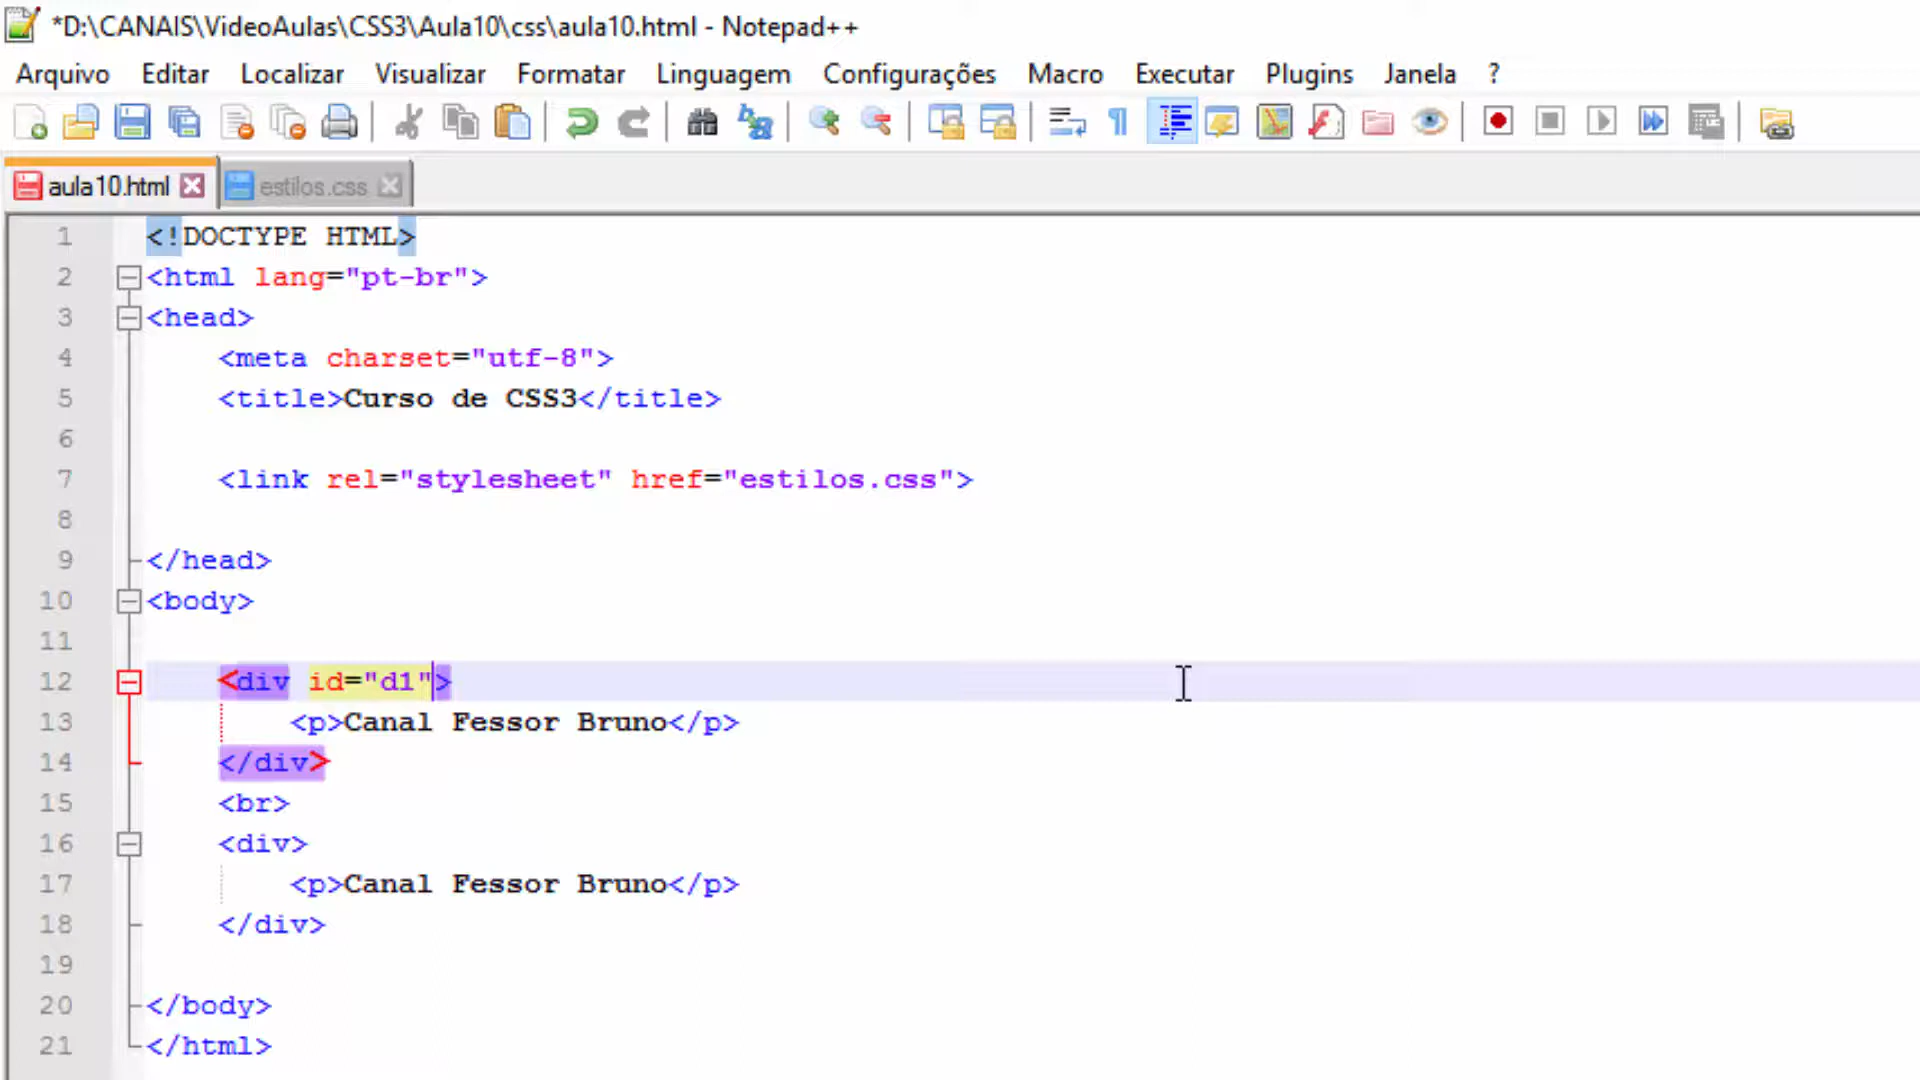 *D:\CANAIS\VideoAulas\CSS3\Aula10\css\aula10.html - Notepad++
Arquivo Editar Localizar Visualizar Formatar Linguagem Configurações Macro Executar Plugins Janela ?
aula10.html estilos.css
1 <!DOCTYPE HTML>
2 <html lang="pt-br">
3 <head>
4 <meta charset="utf-8">
5 <title>Curso de CSS3</title>
6
7 <link rel="stylesheet" href="estilos.css">
8
9 </head>
10 <body>
11
12 <div id="d1">
13 <p>Canal Fessor Bruno</p>
14 </div>
15 <br>
16 <div>
17 <p>Canal Fessor Bruno</p>
18 </div>
19
20 </body>
21 </html>